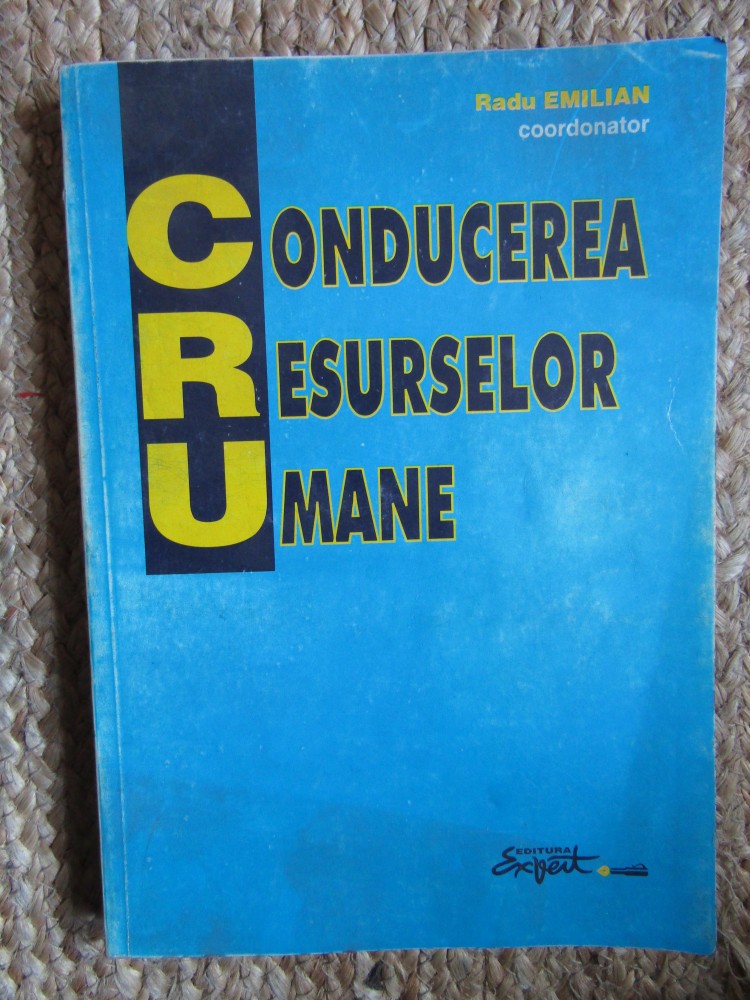 Radu EMILIAN
coordonator
CONDUCEREA
RESURSELOR
UMANE
EDITURA
Expert